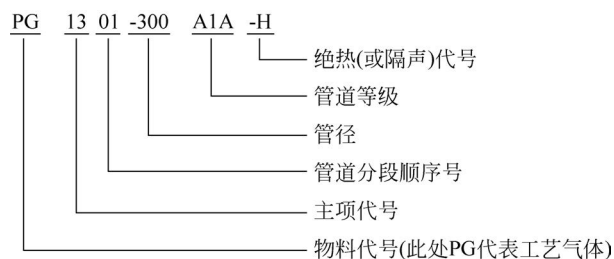 PG 13 01 -300 A1A -H
绝热(或隔声)代号
管道等级
管径
管道分段顺序号
主项代号
物料代号(此处PG代表工艺气体)